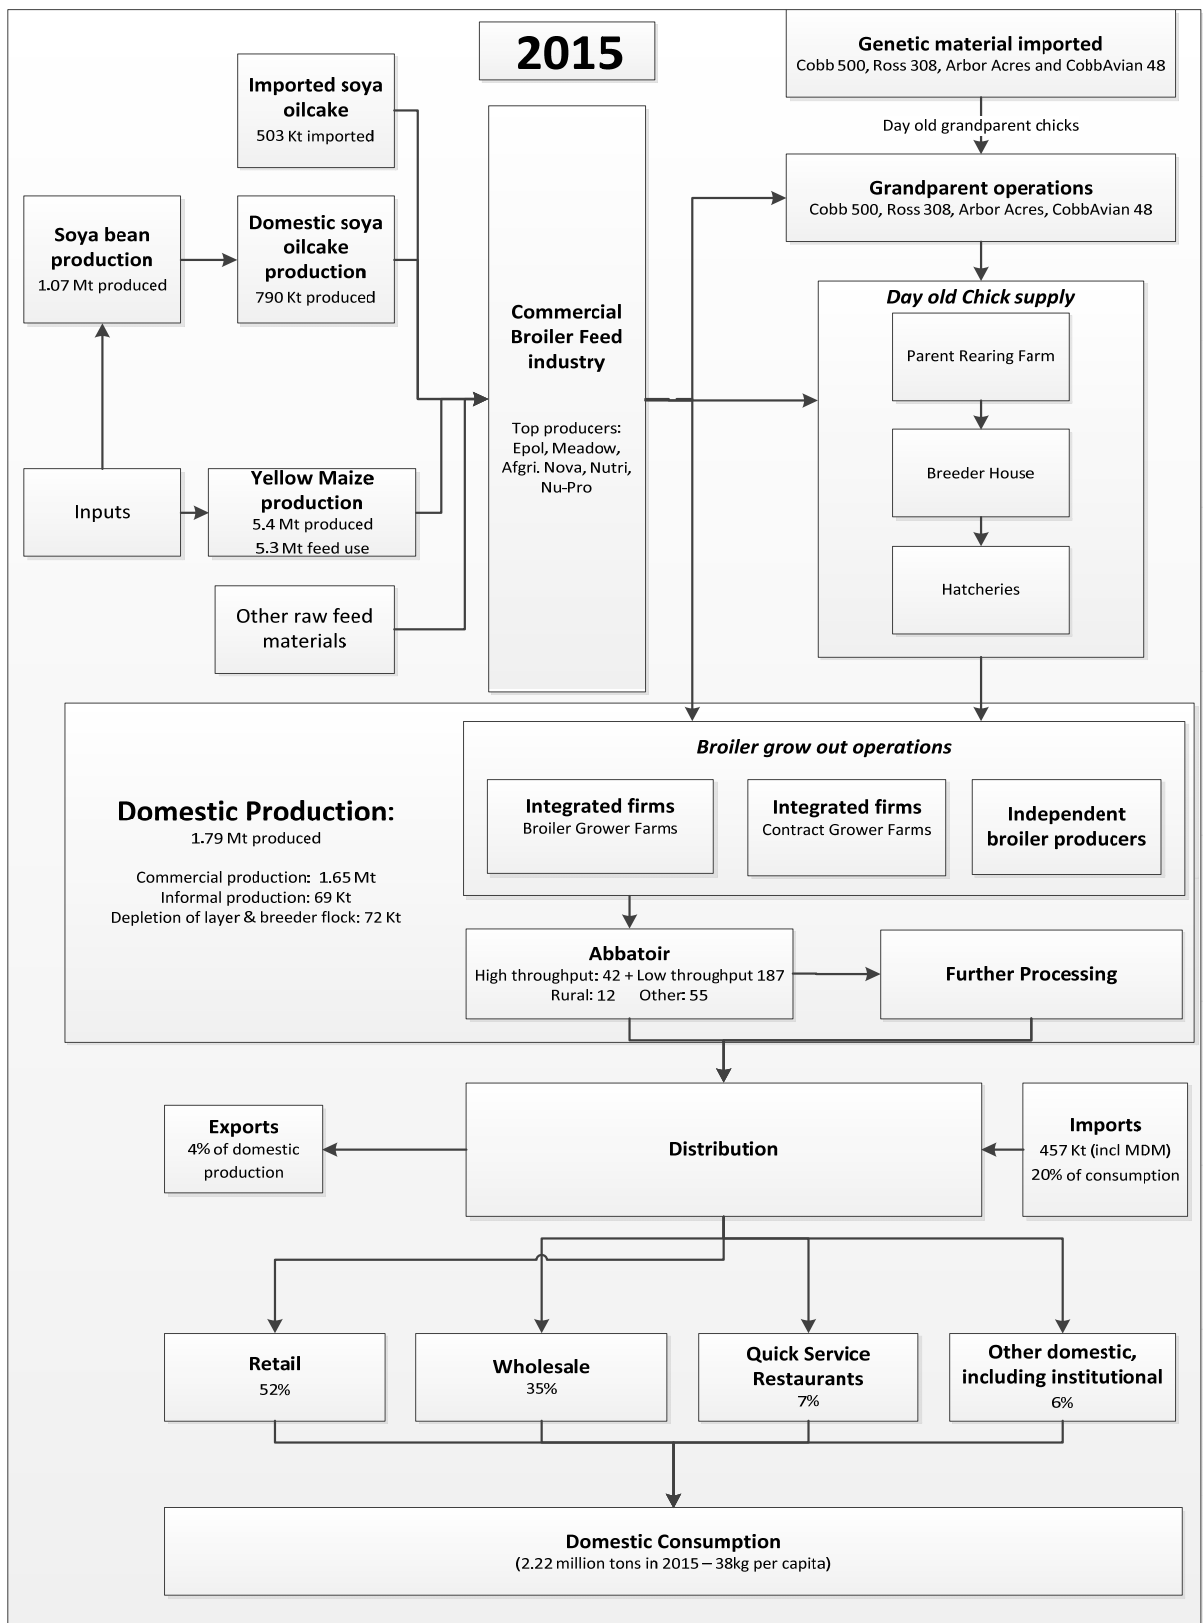 2015
Genetic material imported
Cobb 500, Ross 308, Arbor Acres and CobbAvian 48
Day old grandparent chicks
Grandparent operations
Cobb 500, Ross 308, Arbor Acres, CobbAvian 48
Imported soya
oilcake
503 Kt imported
Soya bean
production
1.07 Mt produced
Domestic soya
oilcake
production
790 Kt produced
Inputs
Yellow Maize
production
5.4 Mt produced
5.3 Mt feed use
Other raw feed
materials
Commercial
Broiler Feed
industry
Top producers:
Epol, Meadow,
Afgri. Nova, Nutri,
Nu-Pro
Day old Chick supply
Parent Rearing Farm
Breeder House
Hatcheries
Domestic Production:
1.79 Mt produced
Commercial production: 1.65 Mt
Informal production: 69 Kt
Depletion of layer & breeder flock: 72 Kt
Broiler grow out operations
Integrated firms
Broiler Grower Farms
Integrated firms
Contract Grower Farms
Independent
broiler producers
Abbatoir
High throughput: 42 + Low throughput 187
Rural: 12 Other: 55
Further Processing
Exports
4% of domestic
production
Distribution
Imports
457 Kt (incl MDM)
20% of consumption
Retail
52%
Wholesale
35%
Quick Service
Restaurants
7%
Other domestic,
including institutional
6%
Domestic Consumption
(2.22 million tons in 2015 – 38kg per capita)